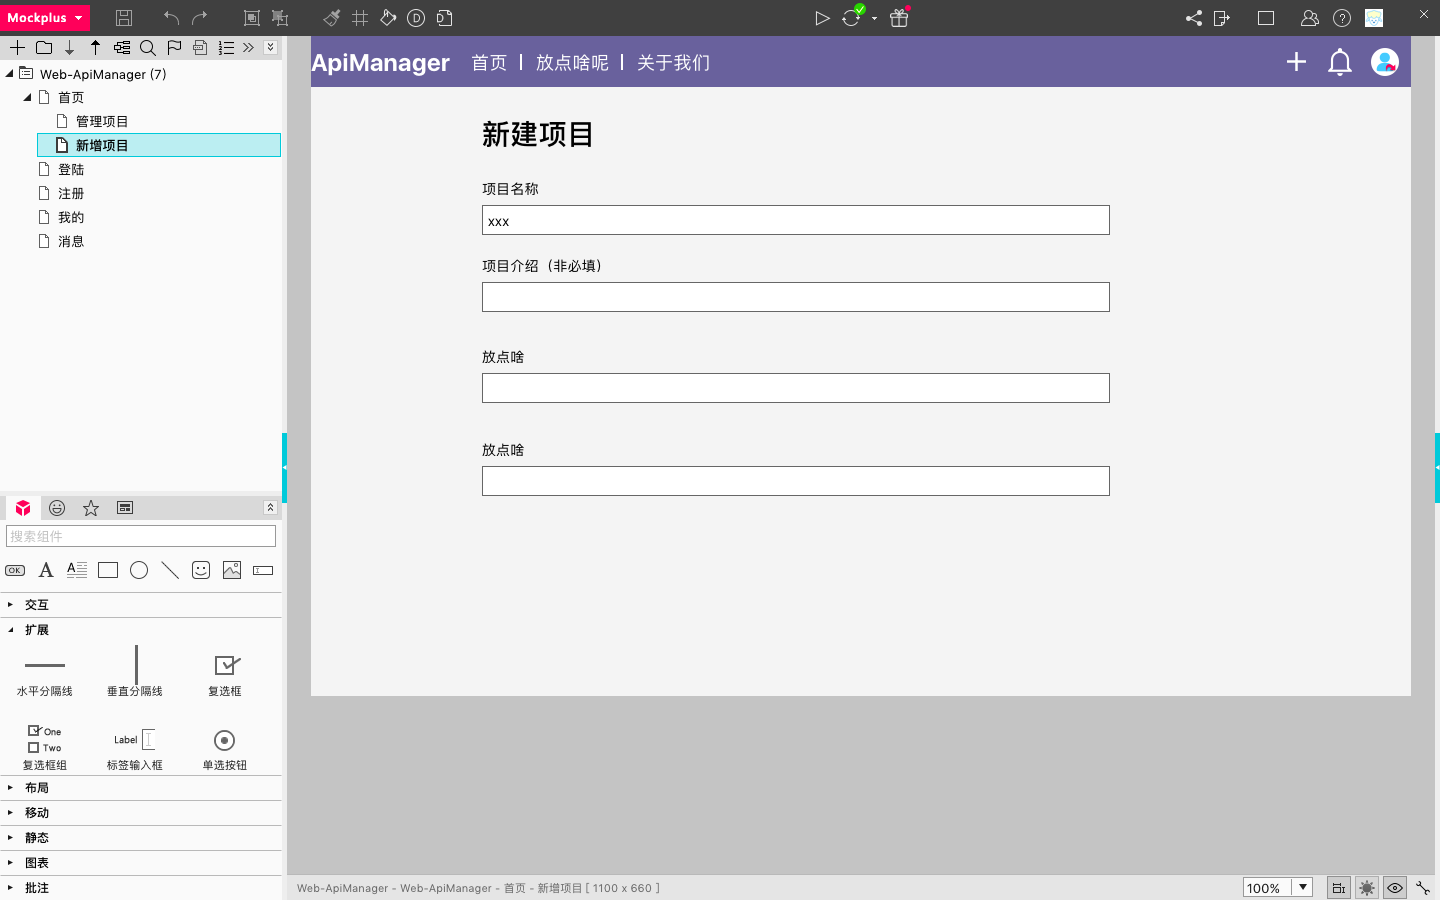 Mockplus
Web-ApiManager (7)
首页
管理项目
新增项目
登陆
注册
我的
消息
搜索组件
OK
A
A
交互
扩展
水平分隔线
垂直分隔线
复选框
One
Two
Label
复选框组
标签输入框
单选按钮
布局
移动
静态
图表
批注
ApiManager
首页
放点啥呢
关于我们
新建项目
项目名称
xxx
项目介绍（非必填）
放点啥
放点啥
Web-ApiManager - Web-ApiManager - 首页 - 新增项目 [ 1100 x 660 ]
100%